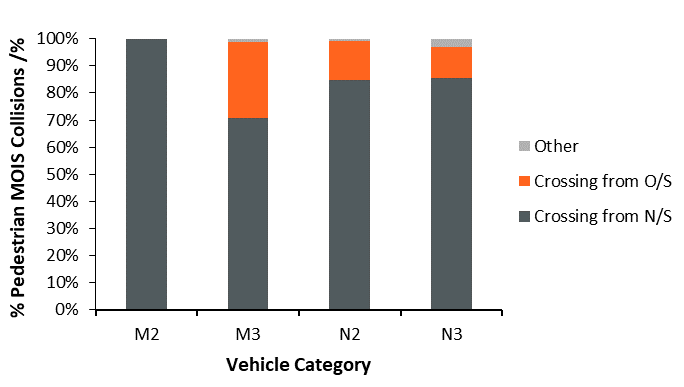 % Pedestrian MOIS Collisions /%
100%
90%
80%
70%
60%
50%
40%
30%
20%
10%
0%
M2 M3 N2 N3
Vehicle Category
Other
Crossing from O/S
Crossing from N/S